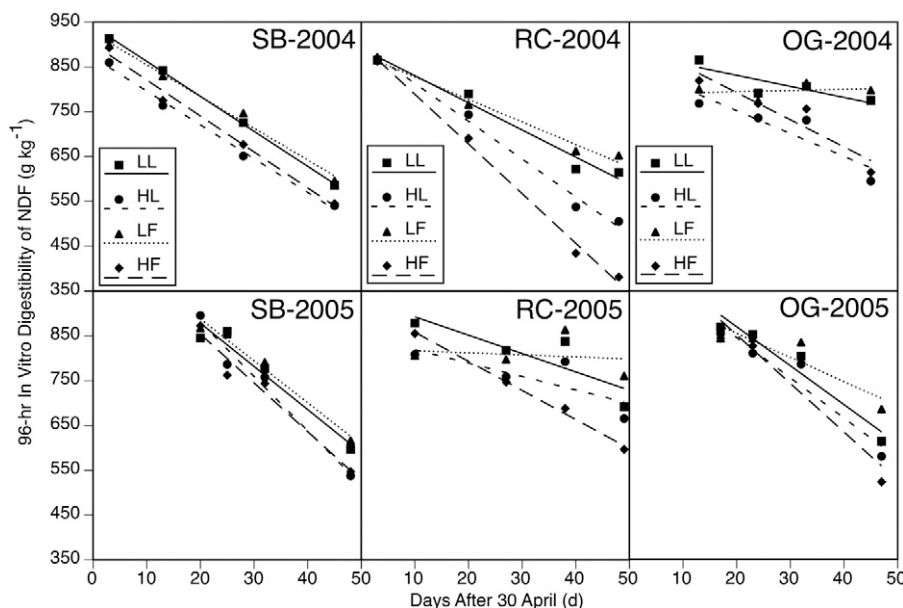 96-hr In Vitro Digestibility of NDF (g kg⁻¹)
950
850
750
650
550
450
350
SB-2004
RC-2004
OG-2004
LL
HL
LF
HF
LL
HL
LF
HF
LL
HL
LF
HF
850
750
650
550
450
350
SB-2005
RC-2005
OG-2005
0 10 20 30 40 50 10 20 30 40 50 10 20 30 40 50
Days After 30 April (d)